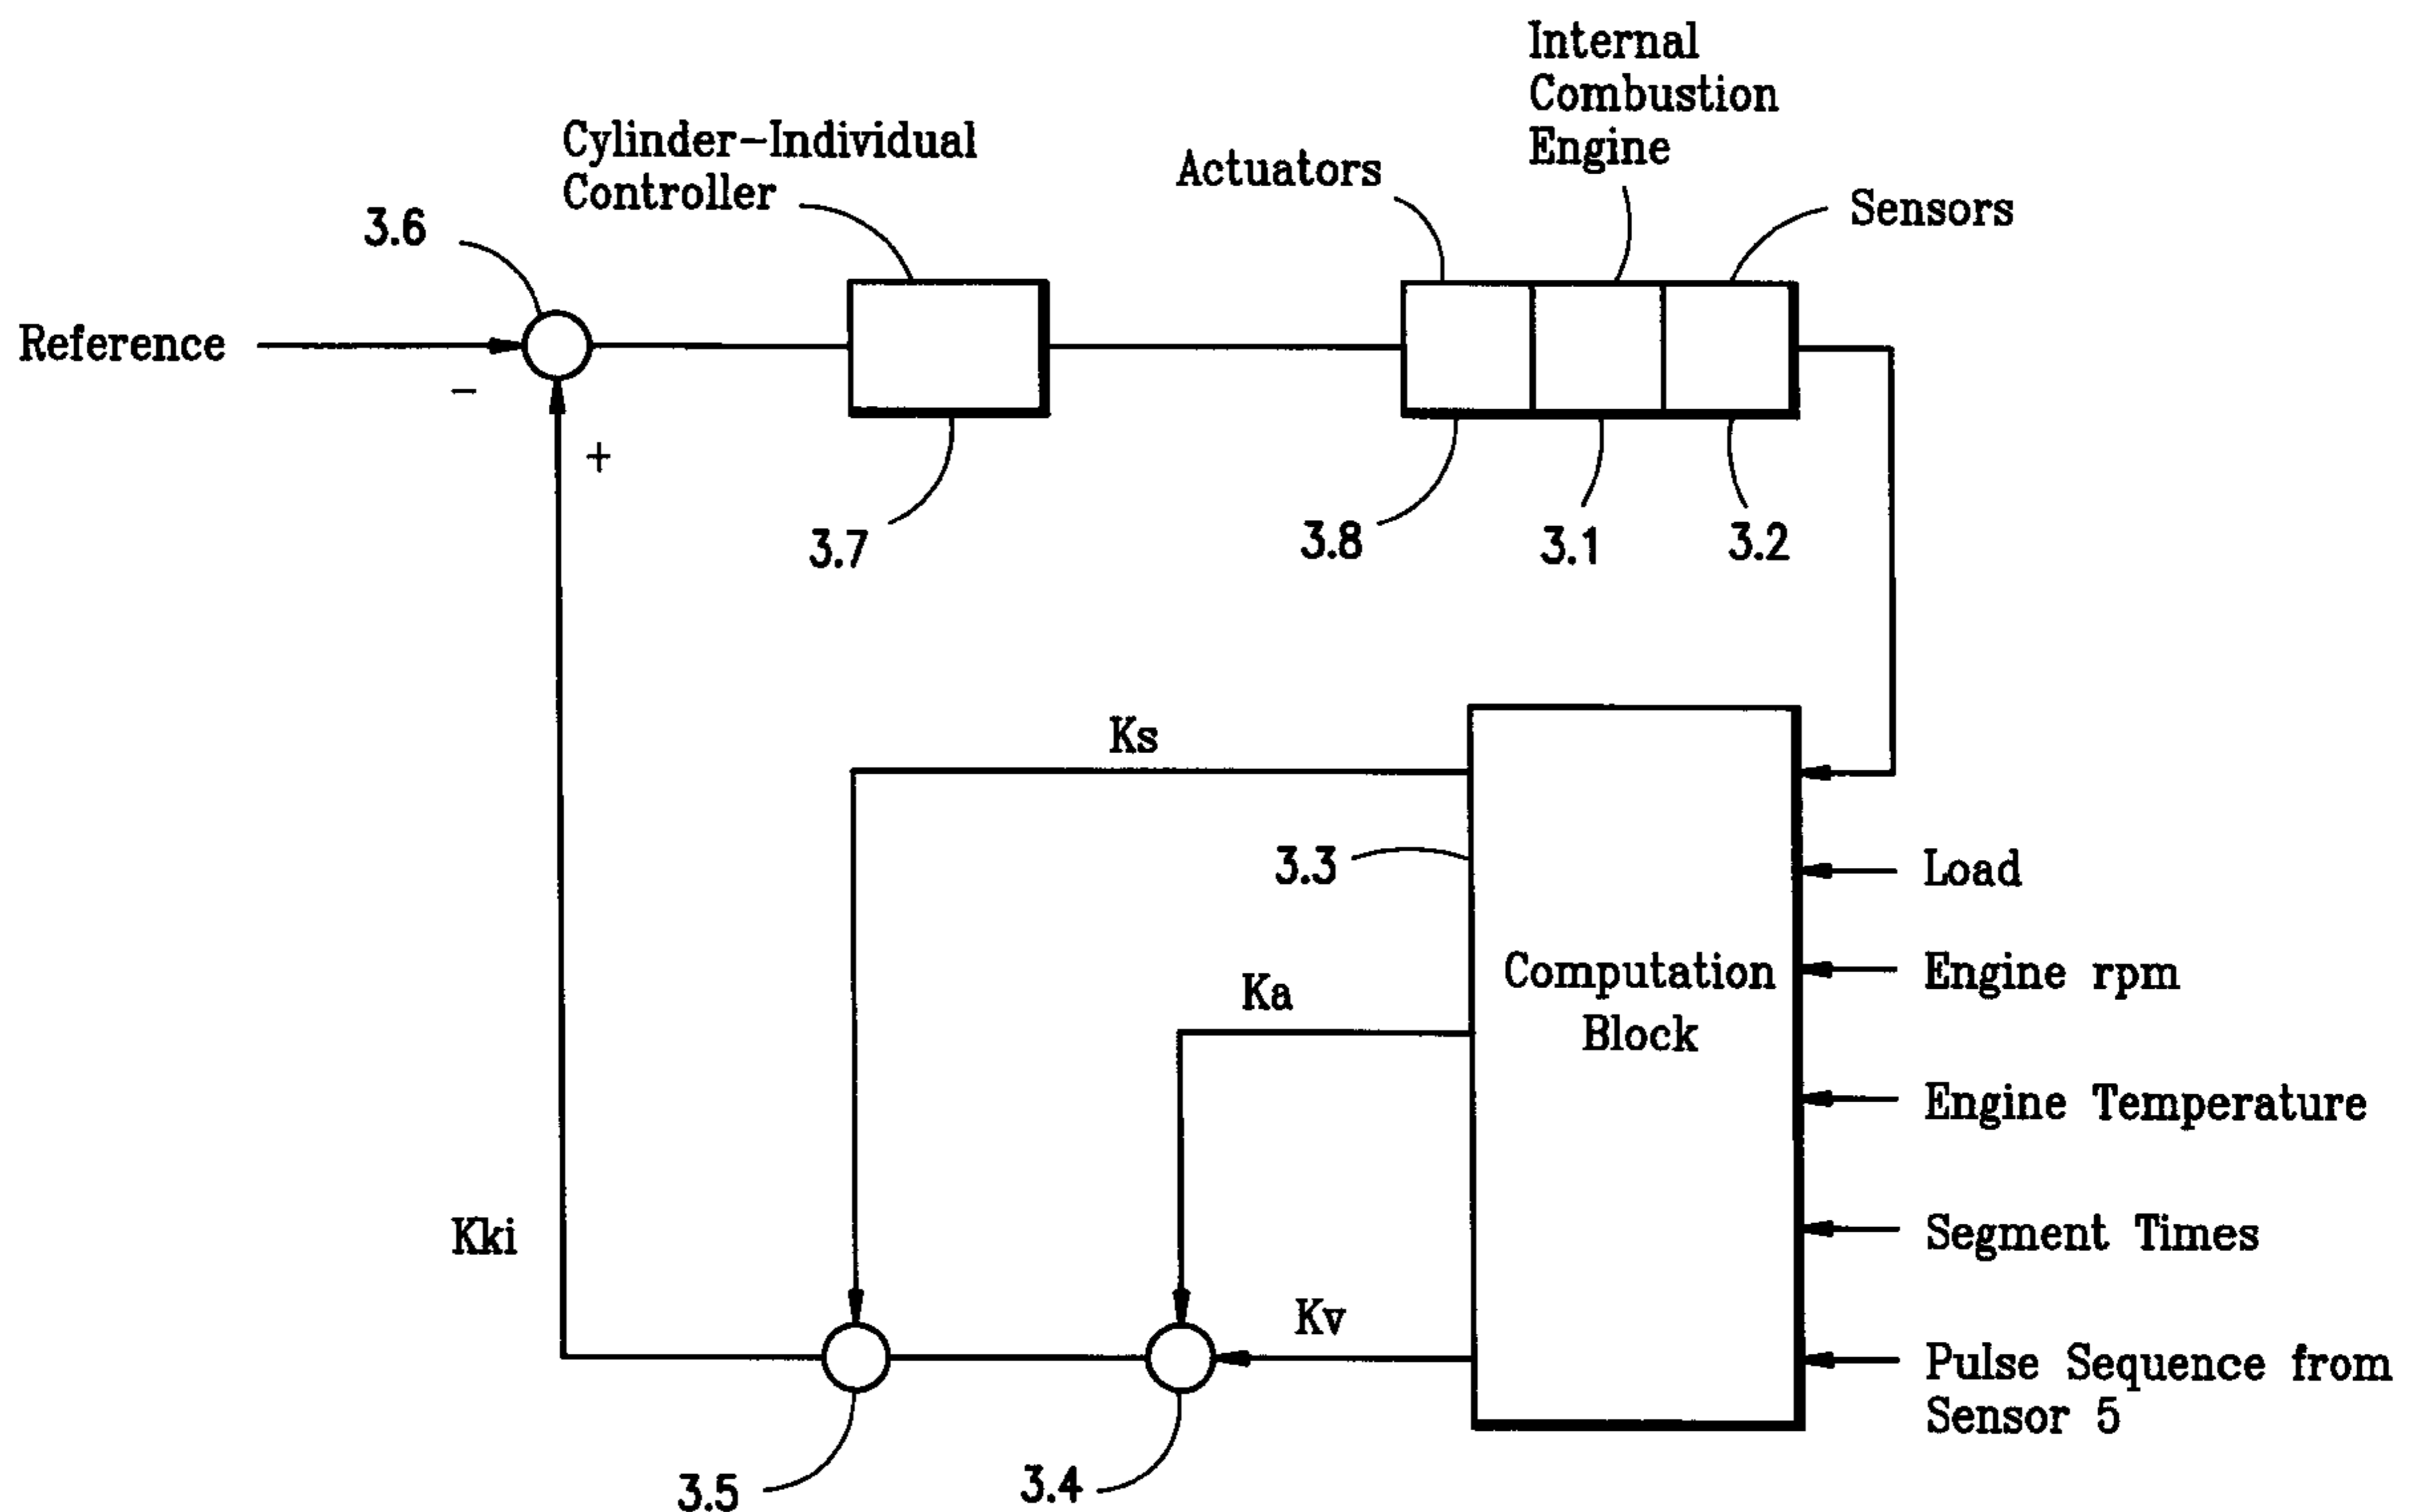 Internal
Combustion
Engine
Cylinder-Individual
Controller
Actuators
Sensors
3.6
Reference
-
+
3.7
3.8
3.1
3.2
Ks
3.3
Load
Computation
Block
Engine rpm
Ka
Engine Temperature
Kki
Segment Times
Kv
Pulse Sequence from
Sensor 5
3.5
3.4